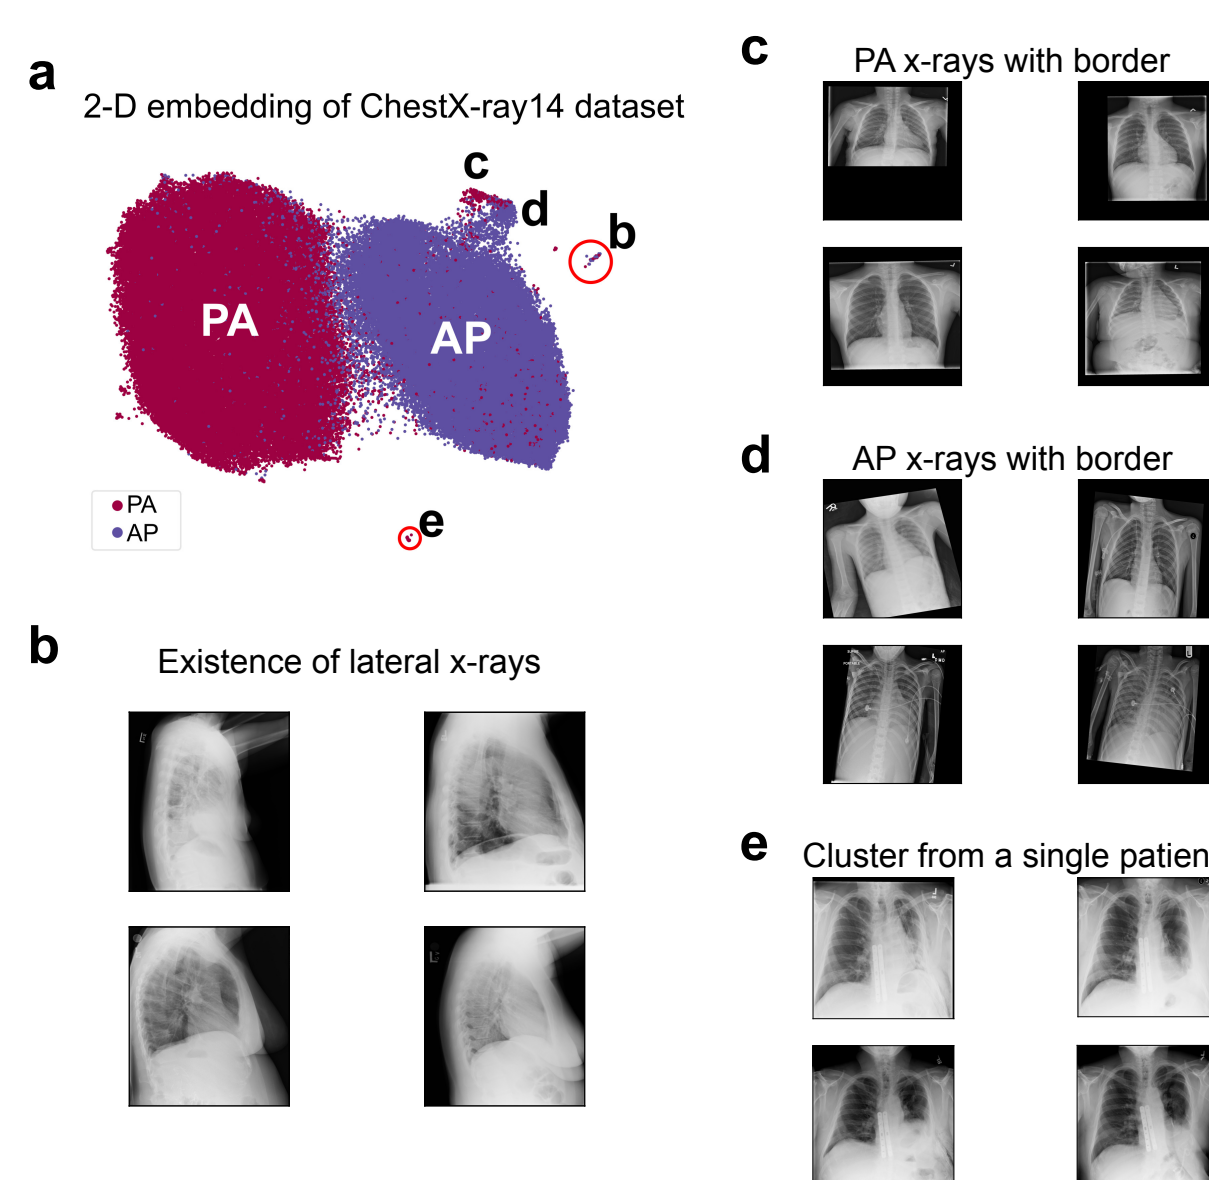 a
2-D embedding of ChestX-ray14 dataset
c
d
b
PA
AP
PA
AP
e
b
Existence of lateral x-rays
c
PA x-rays with border
d
AP x-rays with border
e
Cluster from a single patien